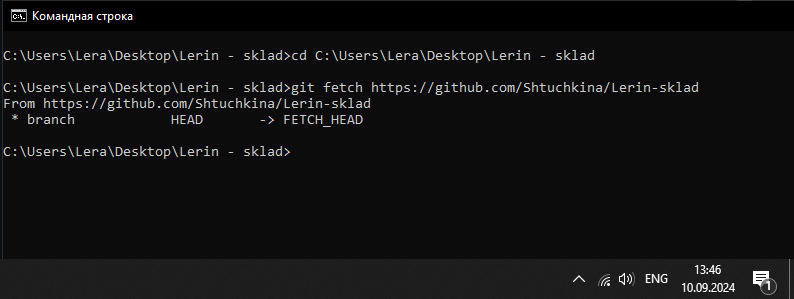 Командная строка
C:\Users\Lera\Desktop\Lerin - sklad>cd C:\Users\Lera\Desktop\Lerin - sklad
C:\Users\Lera\Desktop\Lerin - sklad>git fetch https://github.com/Shtuchkina/Lerin-sklad
From https://github.com/Shtuchkina/Lerin-sklad
 * branch            HEAD       -> FETCH_HEAD
C:\Users\Lera\Desktop\Lerin - sklad>
ENG
13:46
10.09.2024
1